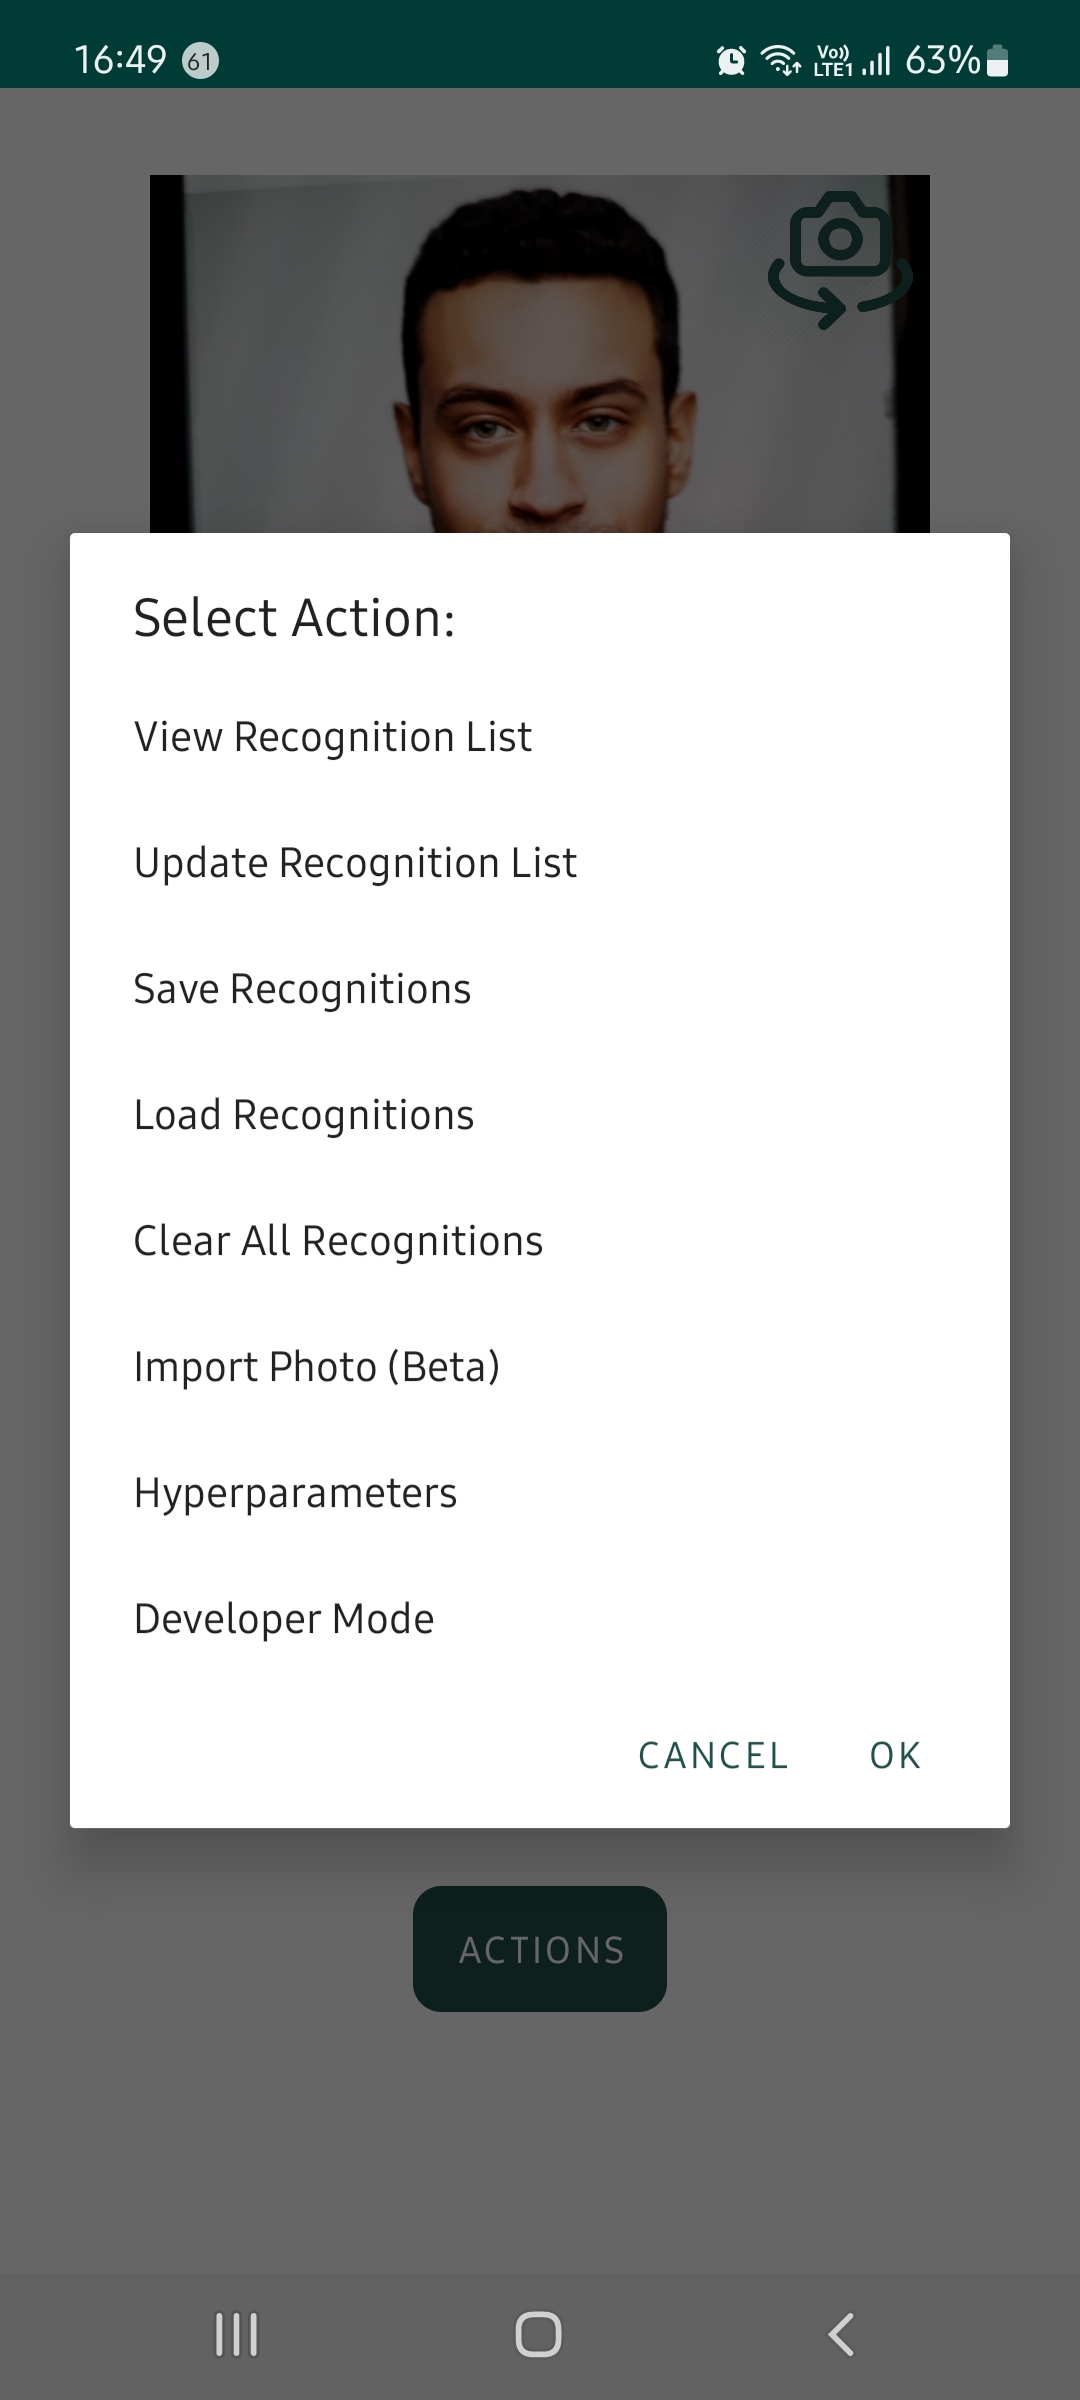 16:49 61 Vo)) LTE1 63%
Select Action:
View Recognition List
Update Recognition List
Save Recognitions
Load Recognitions
Clear All Recognitions
Import Photo (Beta)
Hyperparameters
Developer Mode
CANCEL OK
ACTIONS